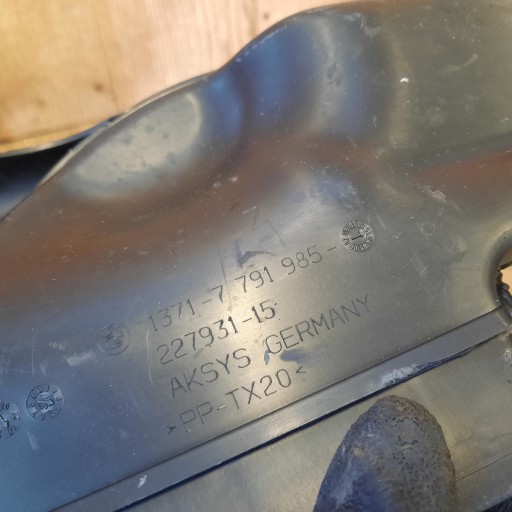 1371-7 791 985-
227931-15
AKSYS GERMANY
>PP-TX20<